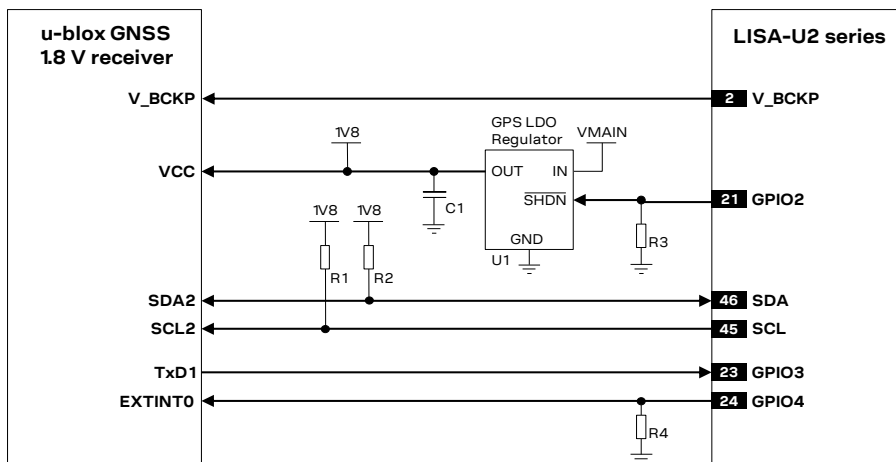 u-blox GNSS
1.8 V receiver
LISA-U2 series
V_BCKP
2 V_BCKP
GPS LDO
Regulator
VMAIN
1V8
VCC
OUT IN
C1
SHDN
21 GPIO2
1V8 1V8
GND
R3
U1
R1 R2
SDA2
46 SDA
SCL2
45 SCL
TxD1
23 GPIO3
EXTINT0
24 GPIO4
R4